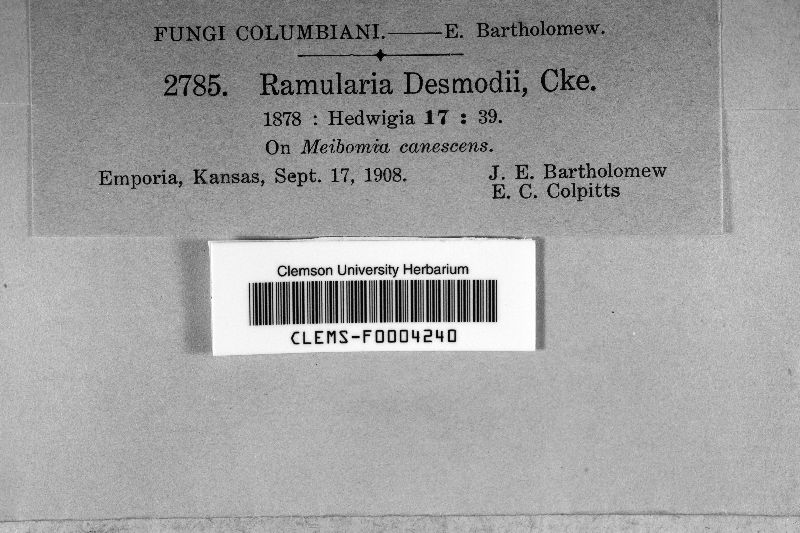 FUNGI COLUMBIANI.——E. Bartholomew.
2785. Ramularia Desmodii, Cke.
1878 : Hedwigia 17 : 39.
On Meibomia canescens.
Emporia, Kansas, Sept. 17, 1908. J. E. Bartholomew
E. C. Colpitts
Clemson University Herbarium
CLEMS-F0004240